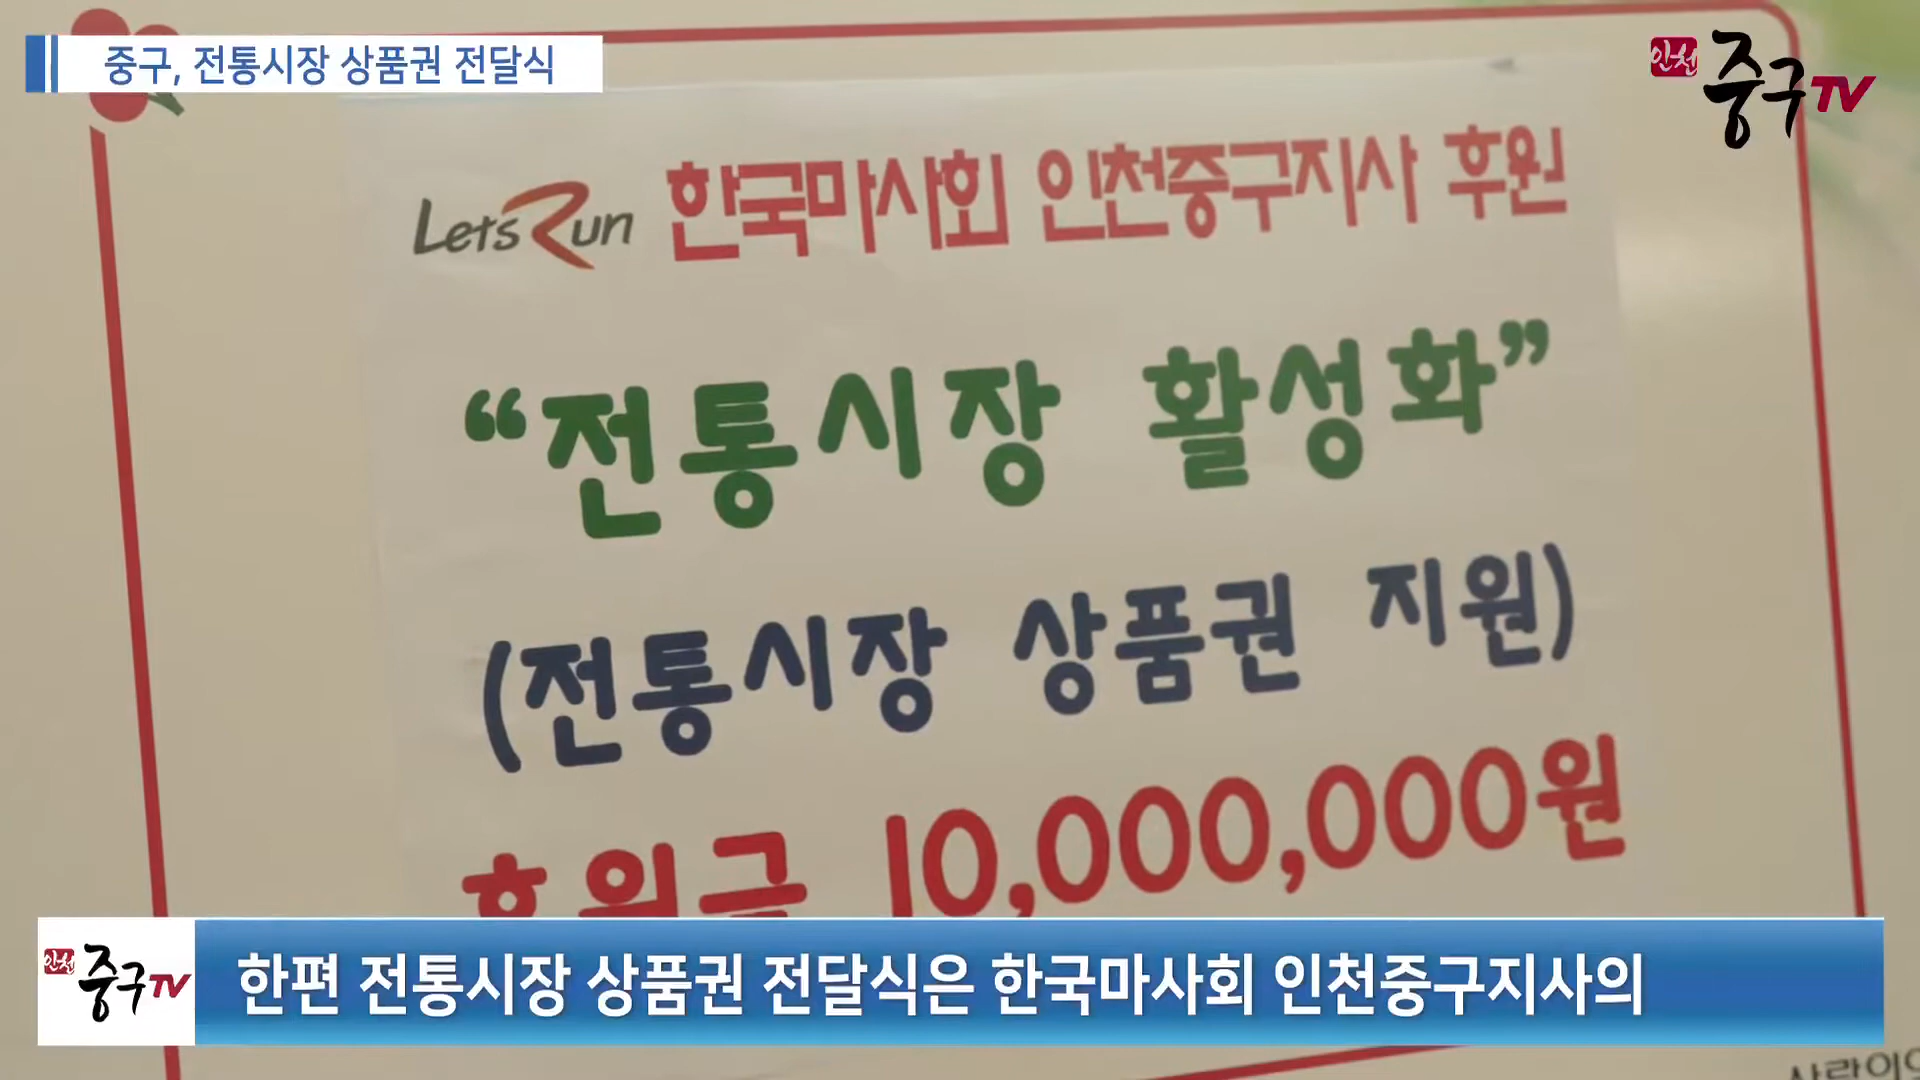 중구, 전통시장 상품권 전달식
인천 중구TV
Let'sRun 한국마사회 인천중구지사 후원
“전통시장 활성화”
(전통시장 상품권 지원)
후원금 10,000,000원
인천 중구TV
한편 전통시장 상품권 전달식은 한국마사회 인천중구지사의